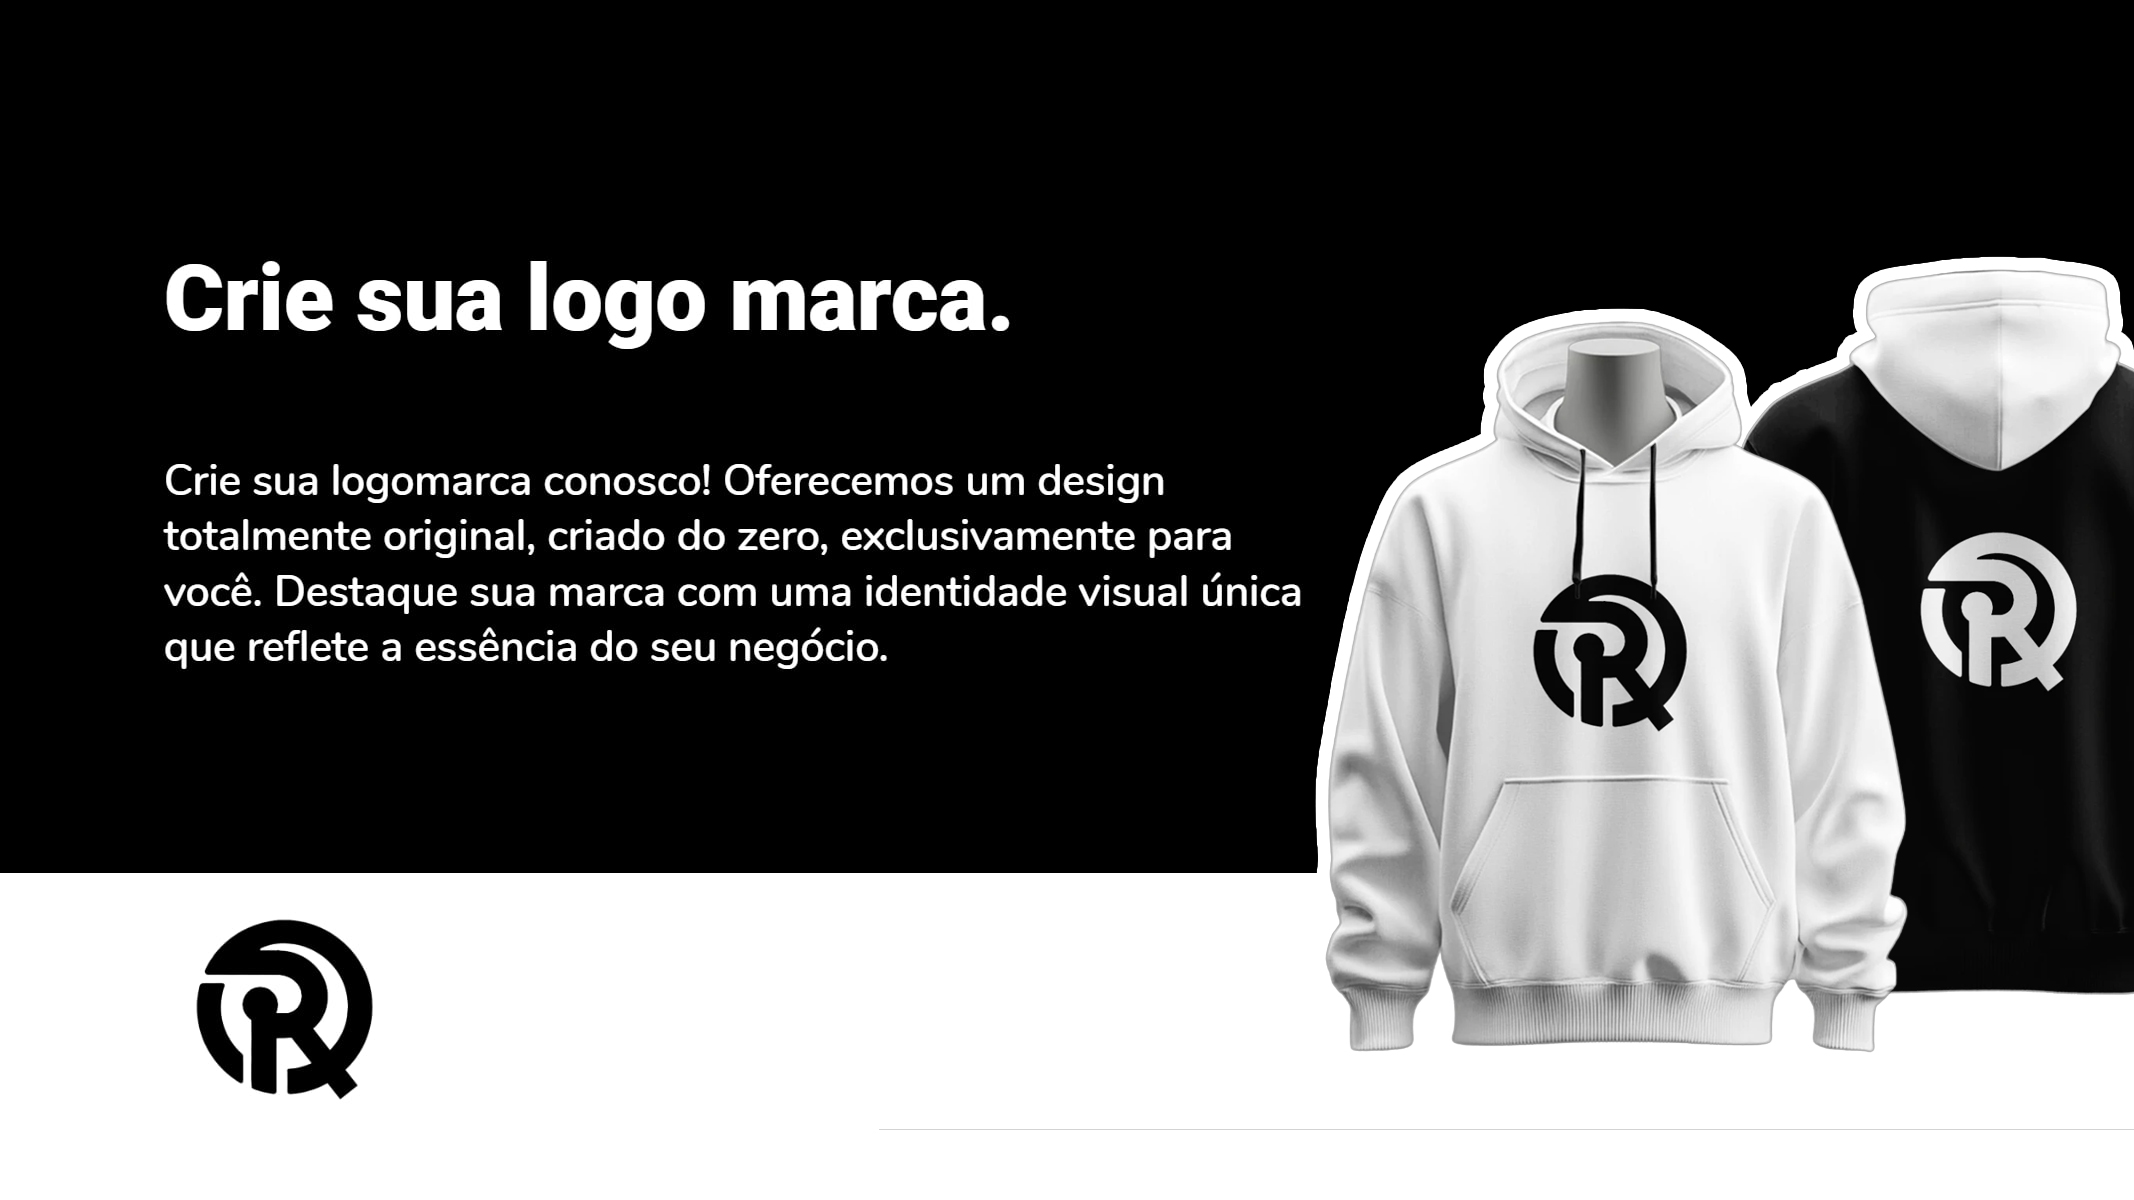 Crie sua logo marca.
Crie sua logomarca conosco! Oferecemos um design
totalmente original, criado do zero, exclusivamente para
você. Destaque sua marca com uma identidade visual única
que reflete a essência do seu negócio.